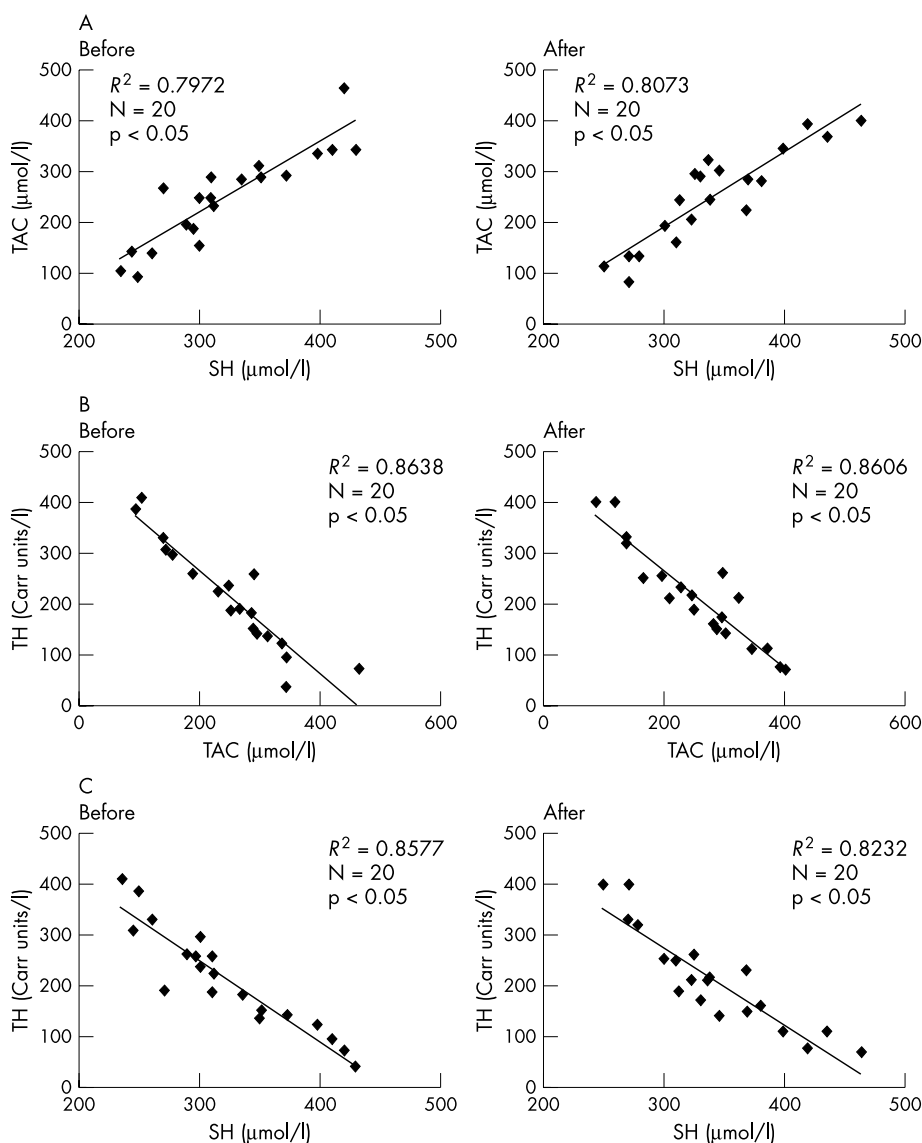 A
Before
R² = 0.7972
N = 20
p < 0.05
TAC (μmol/l)
500
400
300
200
100
0
200
300
400
500
SH (μmol/l)
After
R² = 0.8073
N = 20
p < 0.05
TAC (μmol/l)
500
400
300
200
100
0
200
300
400
500
SH (μmol/l)
B
Before
R² = 0.8638
N = 20
p < 0.05
TH (Carr units/l)
500
400
300
200
100
0
0
200
400
600
TAC (μmol/l)
After
R² = 0.8606
N = 20
p < 0.05
TH (Carr units/l)
500
400
300
200
100
0
0
200
400
600
TAC (μmol/l)
C
Before
R² = 0.8577
N = 20
p < 0.05
TH (Carr units/l)
500
400
300
200
100
0
200
300
400
500
SH (μmol/l)
After
R² = 0.8232
N = 20
p < 0.05
TH (Carr units/l)
500
400
300
200
100
0
200
300
400
500
SH (μmol/l)